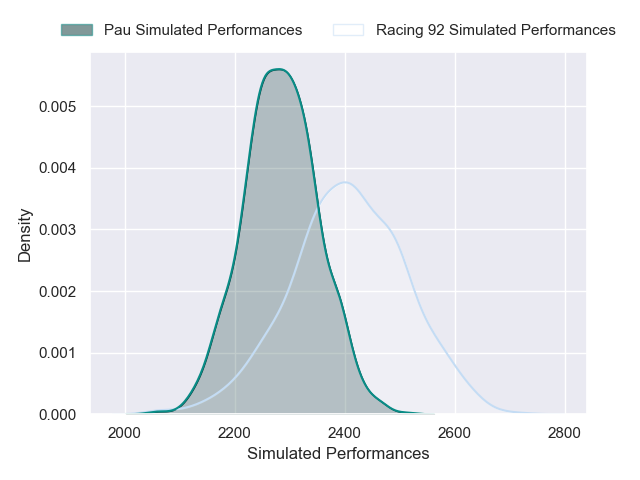 Pau Simulated Performances
Racing 92 Simulated Performances
0.005
0.004
0.003
0.002
0.001
0.000
Density
2000 2200 2400 2600 2800
Simulated Performances